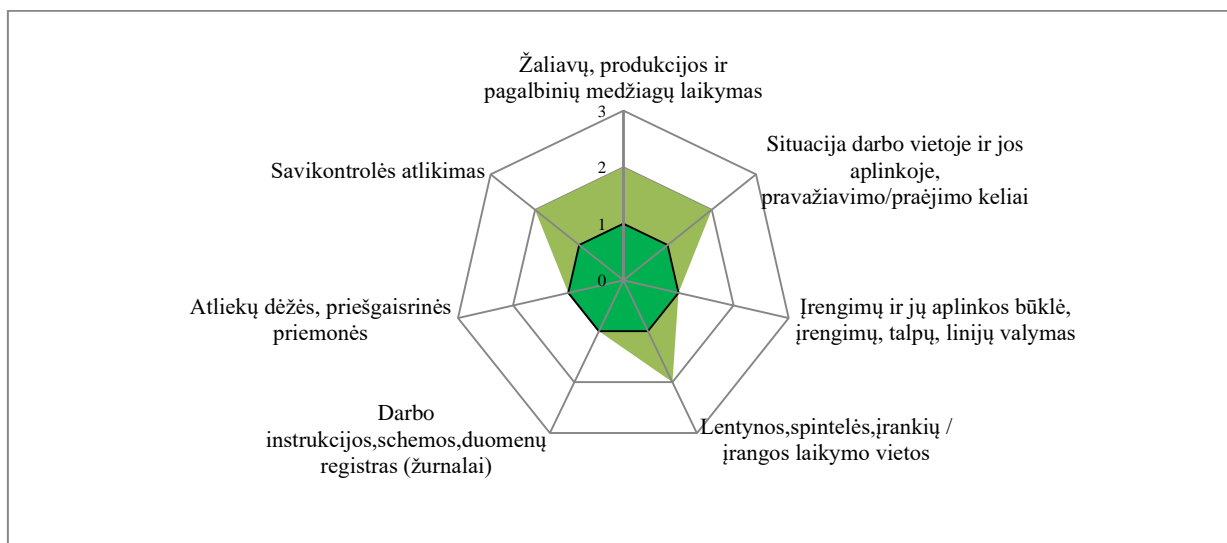 Žaliavų, produkcijos ir
pagalbinių medžiagų laikymas
3
Situacija darbo vietoje ir jos
aplinkoje,
pravažiavimo/praėjimo keliai
Savikontrolės atlikimas
2
1
0
Atliekų dėžės, priešgaisrinės
priemonės
Įrengimų ir jų aplinkos būklė,
įrengimų, talpų, linijų valymas
Darbo
instrukcijos,schemos,duomenų
registras (žurnalai)
Lentynos,spintelės,įrankių /
įrangos laikymo vietos